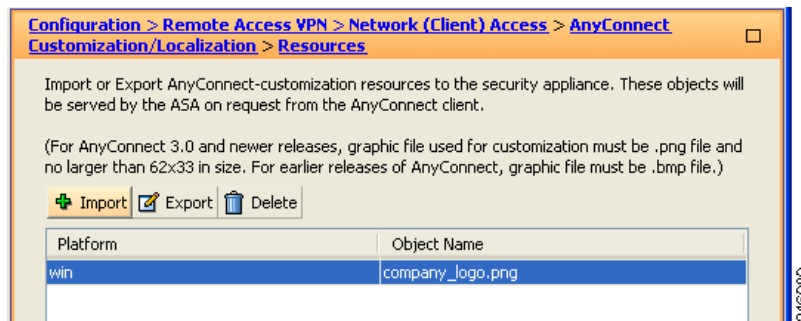 Configuration > Remote Access VPN > Network (Client) Access > AnyConnect
Customization/Localization > Resources
Import or Export AnyConnect-customization resources to the security appliance. These objects will
be served by the ASA on request from the AnyConnect client.
(For AnyConnect 3.0 and newer releases, graphic file used for customization must be .png file and
no larger than 62x33 in size. For earlier releases of AnyConnect, graphic file must be .bmp file.)
Import Export Delete
Platform Object Name
win company_logo.png